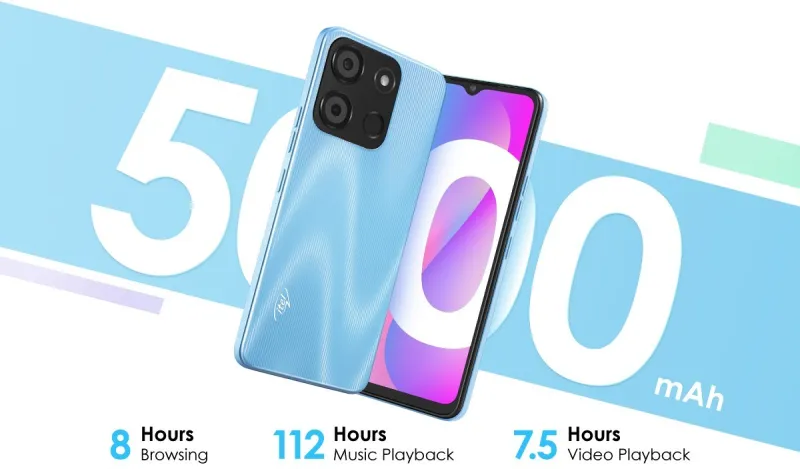 5000
mAh
itel
8 Hours
Browsing
112 Hours
Music Playback
7.5 Hours
Video Playback